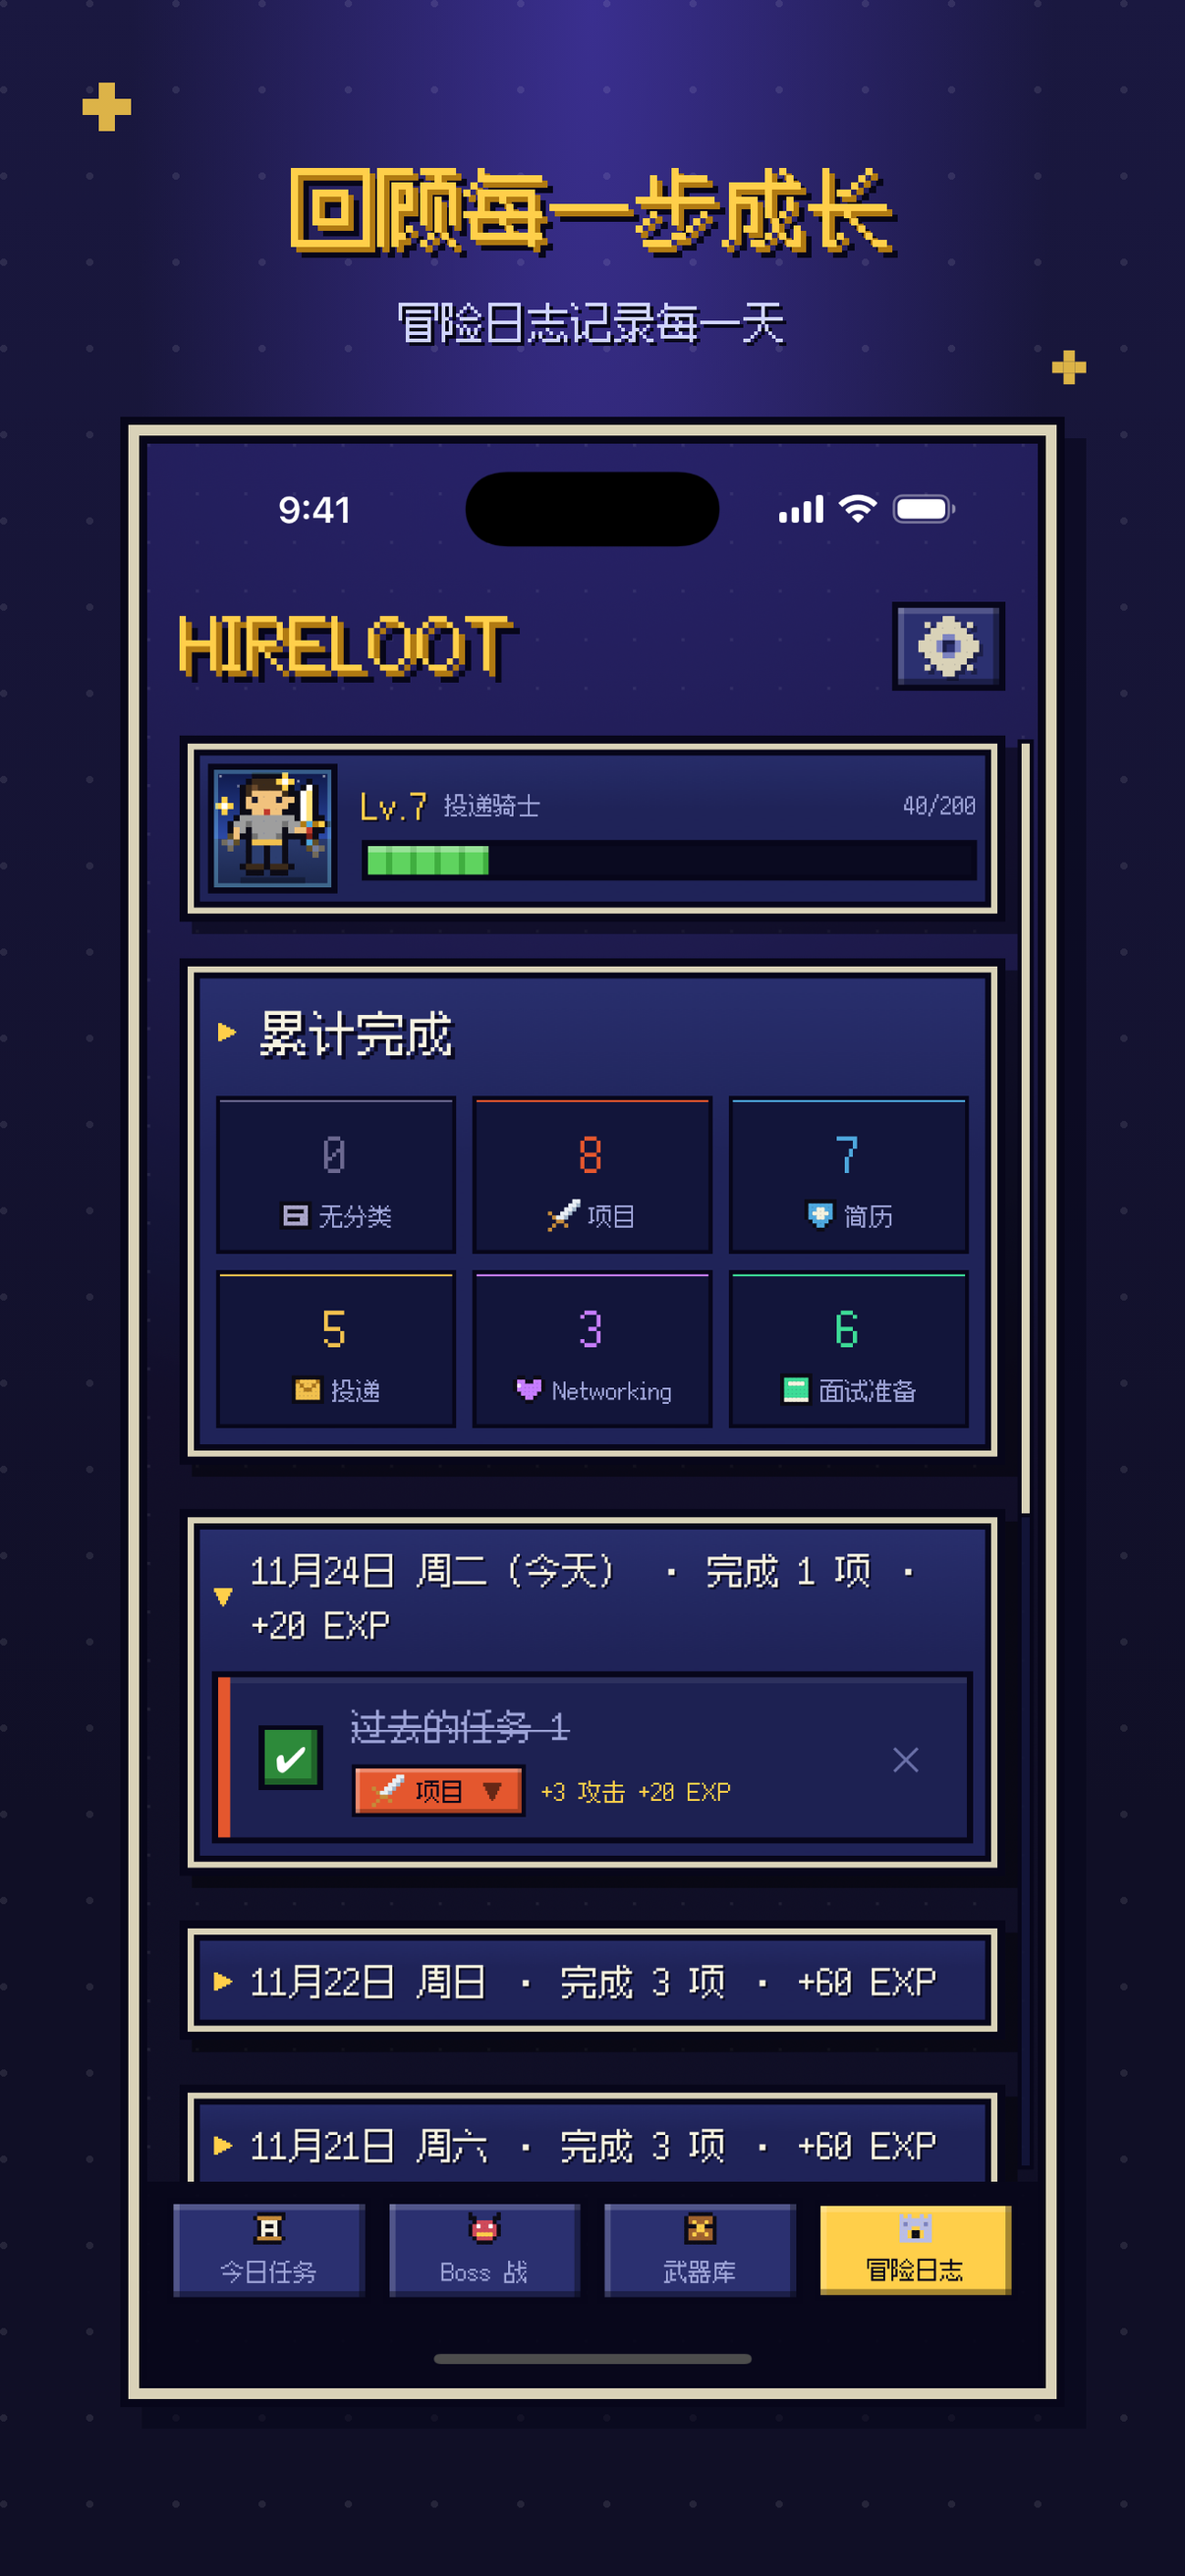 回顾每一步成长
冒险日志记录每一天
9:41
HIRELOOT
Lv.7 投递骑士 40/200
累计完成
0 8 7
无分类 项目 简历
5 3 6
投递 Networking 面试准备
11月24日 周二（今天） · 完成 1 项 ·
+20 EXP
过去的任务 1
项目 +3 攻击 +20 EXP
11月22日 周日 · 完成 3 项 · +60 EXP
11月21日 周六 · 完成 3 项 · +60 EXP
今日任务 Boss 战 武器库 冒险日志